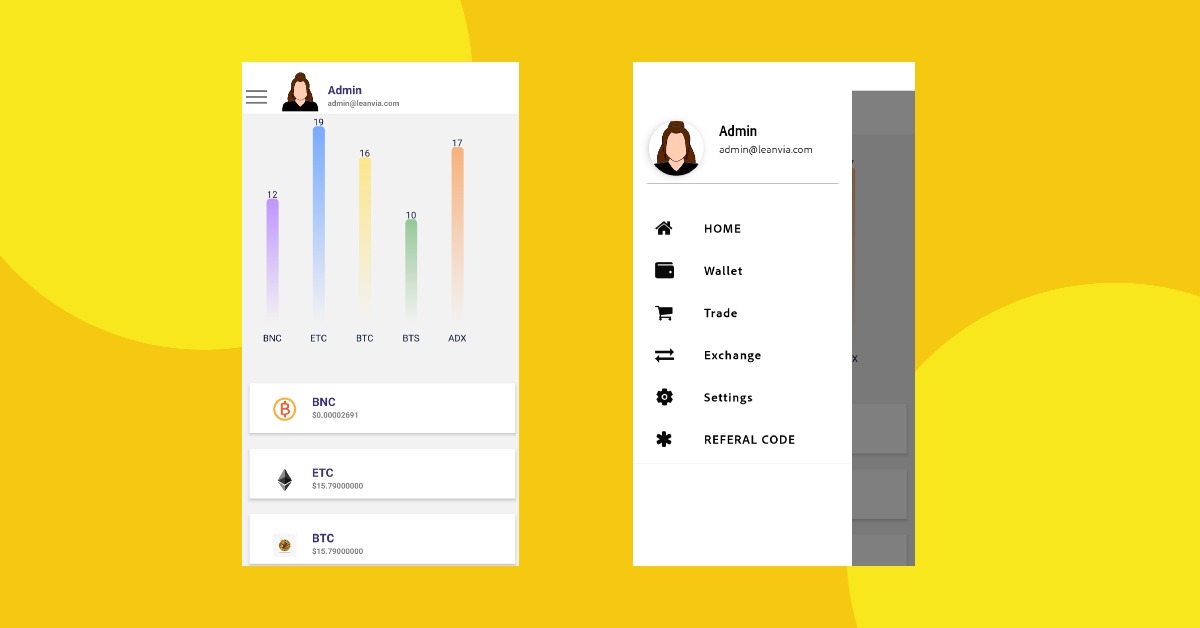 Admin
admin@leanvia.com
19
17
16
12
10
BNC ETC BTC BTS ADX
BNC
$0.00002691
ETC
$15.79000000
BTC
$15.79000000
Admin
admin@leanvia.com
HOME
Wallet
Trade
Exchange
Settings
REFERAL CODE
X